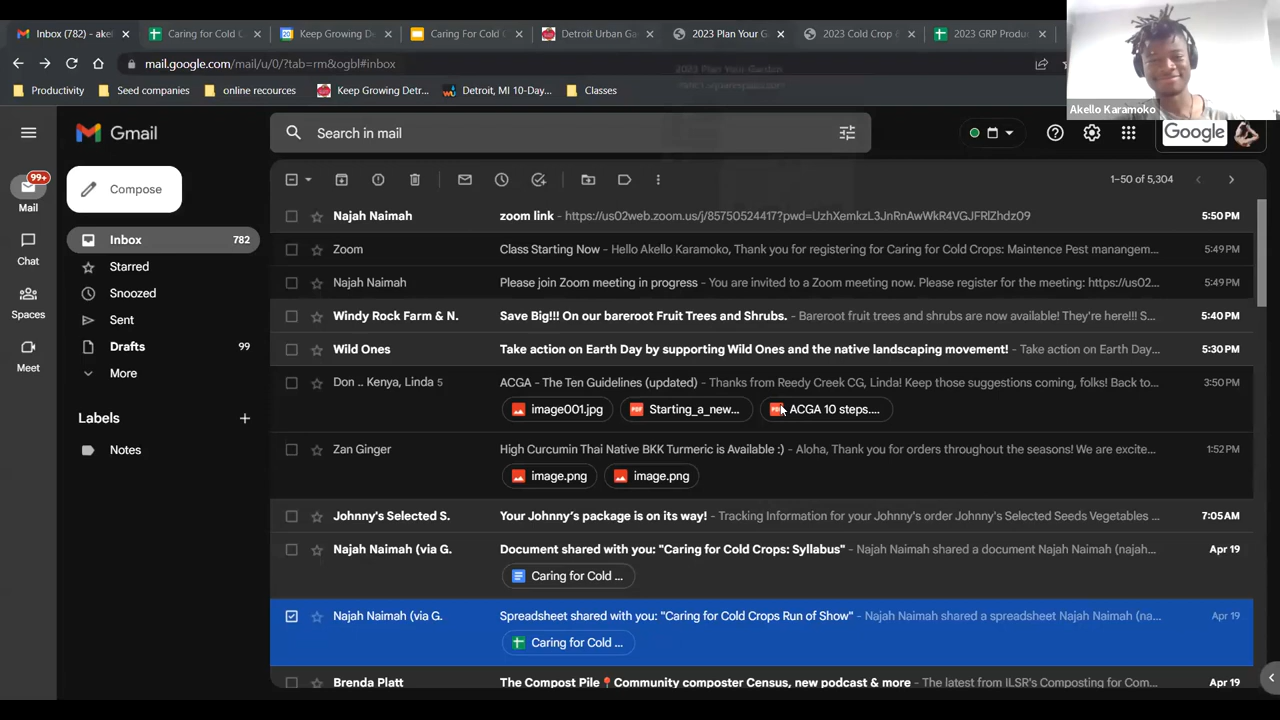 Inbox (782) - ake
Caring for Cold C
Keep Growing De
Caring For Cold C
Detroit Urban Ga
2023 Plan Your G
2023 Cold Crop &
2023 GRP Produc
mail.google.com/mail/u/0/?tab=rm&ogbl#inbox
Productivity
Seed companies
online recources
Keep Growing Detr...
Detroit, MI 10-Day...
Classes
2023 Plan Your Garden
Akello Karamoko
Gmail
Search in mail
Google
99+
Mail
Chat
Spaces
Meet
Compose
Inbox 782
Starred
Snoozed
Sent
Drafts 99
More
Labels
Notes
1–50 of 5,304
Najah Naimah zoom link - https://us02web.zoom.us/j/85750524417?pwd=UzhXemkzL3JnRnAwWkR4VGJFRlZhdz09 5:50 PM
Zoom Class Starting Now - Hello Akello Karamoko, Thank you for registering for Caring for Cold Crops: Maintence Pest manangem... 5:49 PM
Najah Naimah Please join Zoom meeting in progress - You are invited to a Zoom meeting now. Please register for the meeting: https://us02... 5:49 PM
Windy Rock Farm & N. Save Big!!! On our bareroot Fruit Trees and Shrubs. - Bareroot fruit trees and shrubs are now available! They're here!!! S... 5:40 PM
Wild Ones Take action on Earth Day by supporting Wild Ones and the native landscaping movement! - Take action on Earth Day... 5:30 PM
Don .. Kenya, Linda 5 ACGA - The Ten Guidelines (updated) - Thanks from Reedy Creek CG, Linda! Keep those suggestions coming, folks! Back to... 3:50 PM
image001.jpg Starting_a_new... ACGA 10 steps....
Zan Ginger High Curcumin Thai Native BKK Turmeric is Available :) - Aloha, Thank you for orders throughout the seasons! We are excite... 1:52 PM
image.png image.png
Johnny's Selected S. Your Johnny's package is on its way! - Tracking Information for your Johnny's order Johnny's Selected Seeds Vegetables ... 7:05 AM
Najah Naimah (via G. Document shared with you: "Caring for Cold Crops: Syllabus" - Najah Naimah shared a document Najah Naimah (najah... Apr 19
Caring for Cold ...
Najah Naimah (via G. Spreadsheet shared with you: "Caring for Cold Crops Run of Show" - Najah Naimah shared a spreadsheet Najah Naimah (na... Apr 19
Caring for Cold ...
Brenda Platt The Compost Pile📍Community composter Census, new podcast & more - The latest from ILSR's Composting for Com... Apr 19